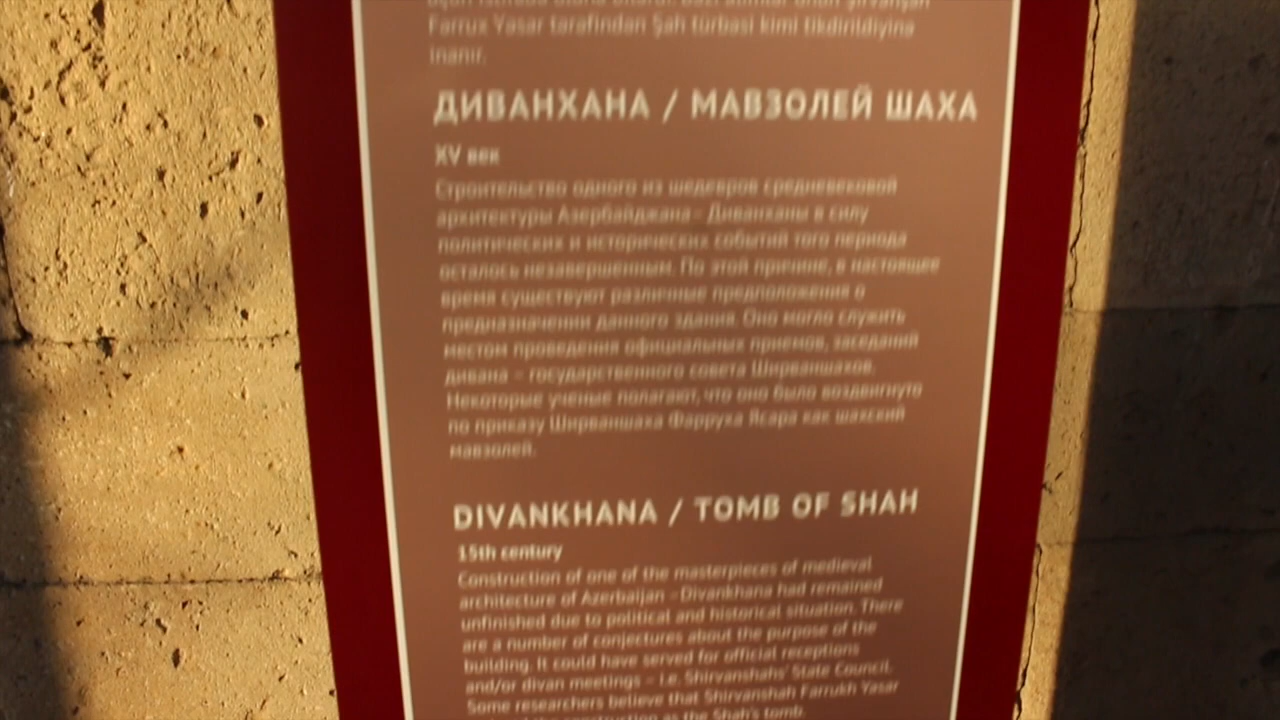 Farrux Yasar tərəfindən Şah türbəsi kimi tikdirildiyinə
inanır.
ДИВАНХАНА / МАВЗОЛЕЙ ШАХА
XV век
Строительство одного из шедевров средневековой
архитектуры Азербайджана – Диванханы в силу
политических и исторических событий того периода
осталось незавершенным. По этой причине, в настоящее
время существуют различные предположения о
предназначении данного здания. Оно могло служить
местом проведения официальных приемов, заседаний
дивана – государственного совета Ширваншахов.
Некоторые ученые полагают, что оно было воздвигнуто
по приказу Ширваншаха Фарруха Ясара как шахский
мавзолей.
DIVANKHANA / TOMB OF SHAH
15th century
Construction of one of the masterpieces of medieval
architecture of Azerbaijan – Divankhana had remained
unfinished due to political and historical situation. There
are a number of conjectures about the purpose of the
building. It could have served for official receptions
and/or divan meetings – i.e. Shirvanshahs' State Council.
Some researchers believe that Shirvanshah Farrukh Yasar
construction as the Shah's tomb.